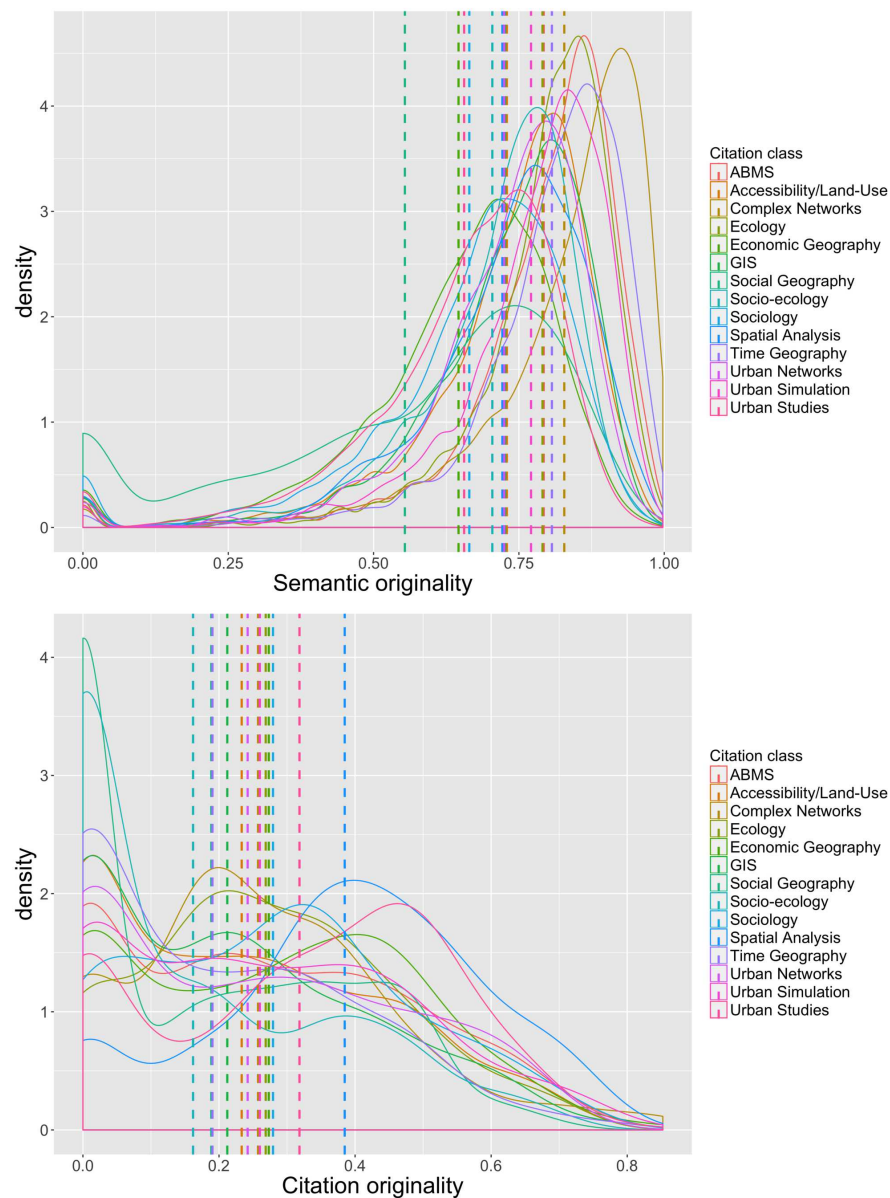 density
4
3
2
1
0
0.00 0.25 0.50 0.75 1.00
Semantic originality
Citation class
ABMS
Accessibility/Land-Use
Complex Networks
Ecology
Economic Geography
GIS
Social Geography
Socio-ecology
Sociology
Spatial Analysis
Time Geography
Urban Networks
Urban Simulation
Urban Studies
density
4
3
2
1
0
0.0 0.2 0.4 0.6 0.8
Citation originality
Citation class
ABMS
Accessibility/Land-Use
Complex Networks
Ecology
Economic Geography
GIS
Social Geography
Socio-ecology
Sociology
Spatial Analysis
Time Geography
Urban Networks
Urban Simulation
Urban Studies